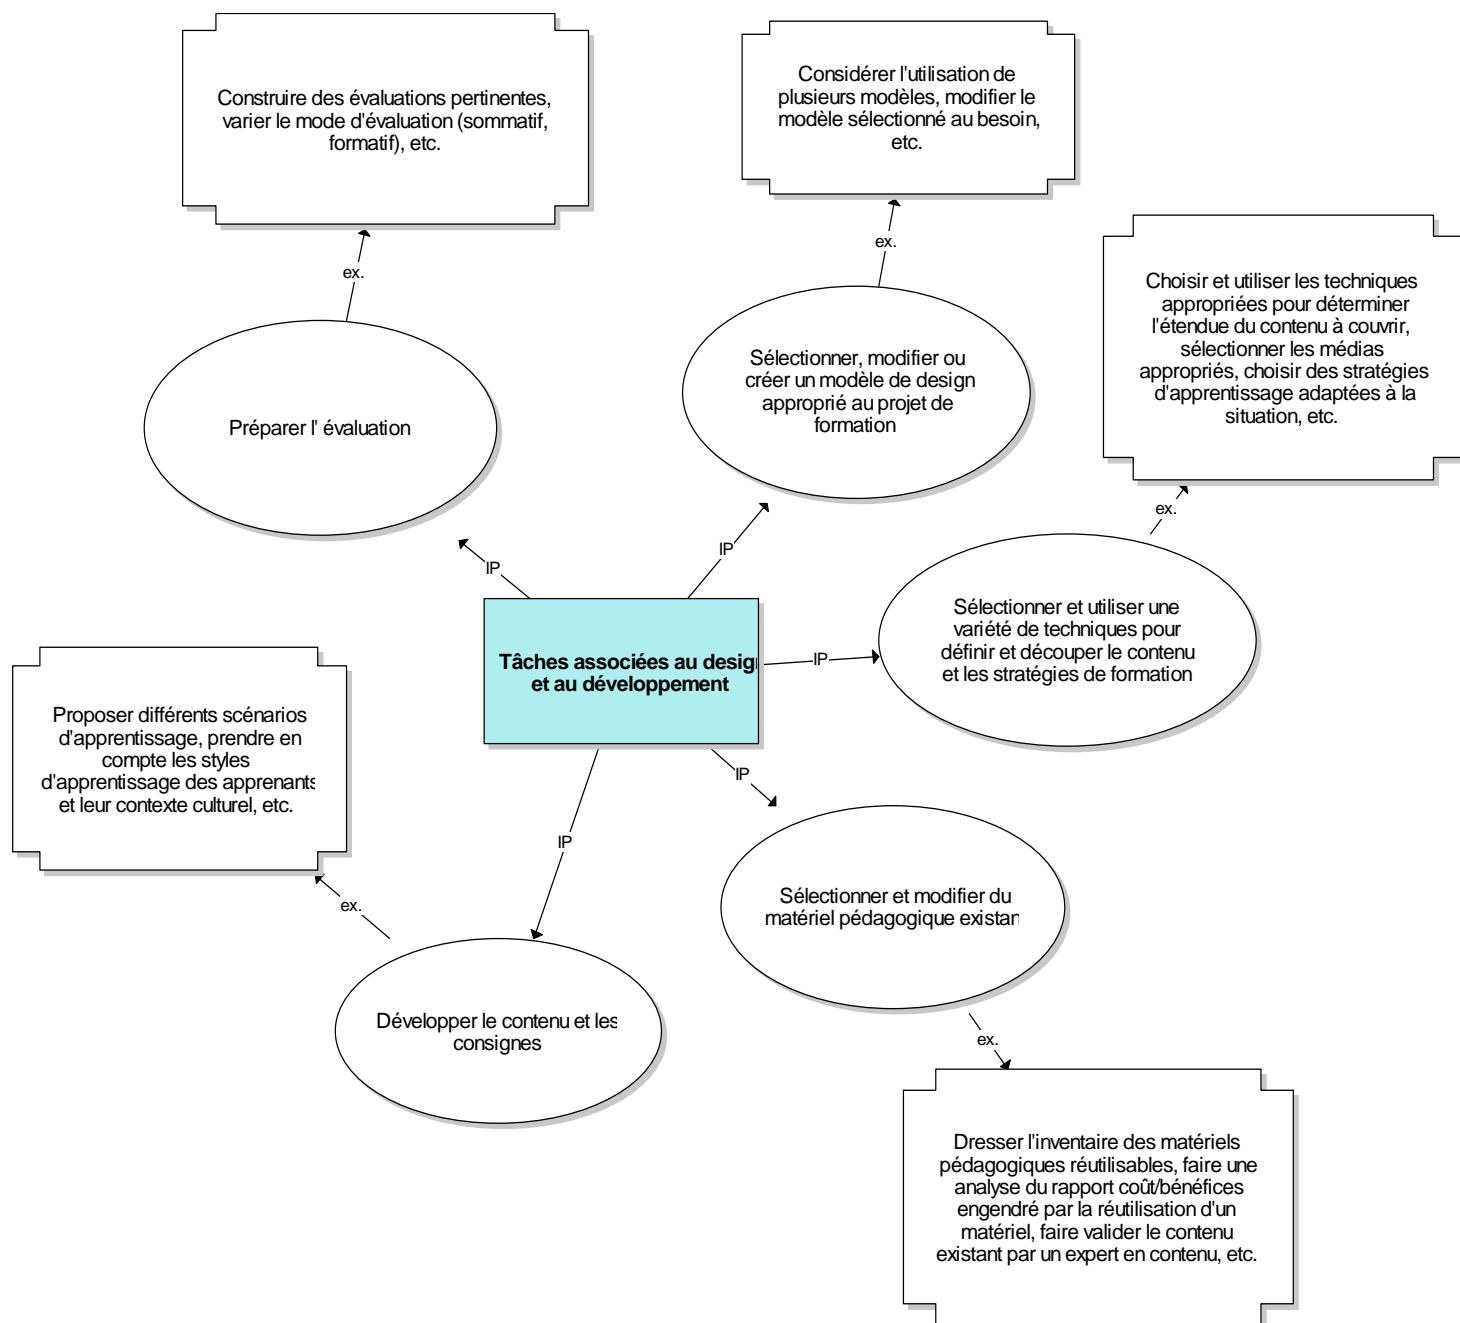 Construire des évaluations pertinentes,
varier le mode d'évaluation (sommatif,
formatif), etc.
Considérer l'utilisation de
plusieurs modèles, modifier le
modèle sélectionné au besoin,
etc.
ex.
ex.
Choisir et utiliser les techniques
appropriées pour déterminer
l'étendue du contenu à couvrir,
sélectionner les médias
appropriés, choisir des stratégies
d'apprentissage adaptées à la
situation, etc.
Préparer l' évaluation
Sélectionner, modifier ou
créer un modèle de design
approprié au projet de
formation
ex.
IP
IP
Sélectionner et utiliser une
variété de techniques pour
définir et découper le contenu
et les stratégies de formation
IP
Tâches associées au desig
et au développement
Proposer différents scénarios
d'apprentissage, prendre en
compte les styles
d'apprentissage des apprenants
et leur contexte culturel, etc.
IP
IP
ex.
Sélectionner et modifier du
matériel pédagogique existan
Développer le contenu et les
consignes
ex.
Dresser l'inventaire des matériels
pédagogiques réutilisables, faire une
analyse du rapport coût/bénéfices
engendré par la réutilisation d'un
matériel, faire valider le contenu
existant par un expert en contenu, etc.